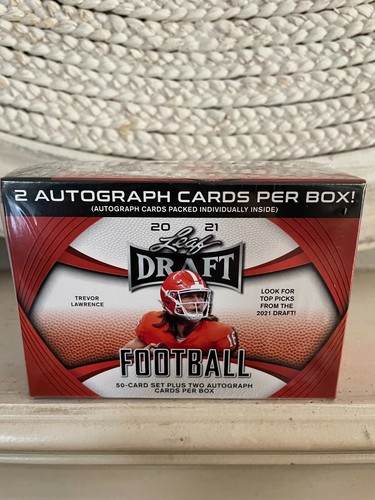 2 AUTOGRAPH CARDS PER BOX!
(AUTOGRAPH CARDS PACKED INDIVIDUALLY INSIDE)
20 21
Leaf
DRAFT
TREVOR
LAWRENCE
LOOK FOR
TOP PICKS
FROM THE
2021 DRAFT!
16
FOOTBALL
50-CARD SET PLUS TWO AUTOGRAPH
CARDS PER BOX